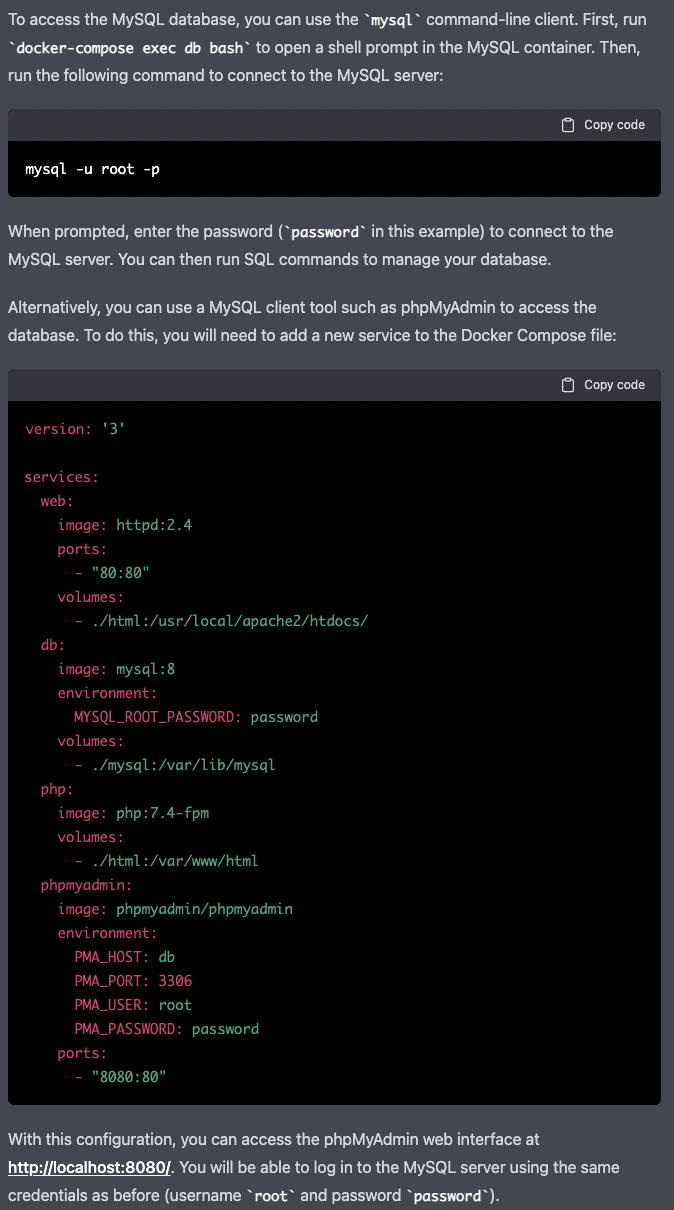 To access the MySQL database, you can use the `mysql` command-line client. First, run
`docker-compose exec db bash` to open a shell prompt in the MySQL container. Then,
run the following command to connect to the MySQL server:
Copy code
mysql -u root -p
When prompted, enter the password (`password` in this example) to connect to the
MySQL server. You can then run SQL commands to manage your database.
Alternatively, you can use a MySQL client tool such as phpMyAdmin to access the
database. To do this, you will need to add a new service to the Docker Compose file:
Copy code
version: '3'
services:
  web:
    image: httpd:2.4
    ports:
      - "80:80"
    volumes:
      - ./html:/usr/local/apache2/htdocs/
  db:
    image: mysql:8
    environment:
      MYSQL_ROOT_PASSWORD: password
    volumes:
      - ./mysql:/var/lib/mysql
  php:
    image: php:7.4-fpm
    volumes:
      - ./html:/var/www/html
  phpmyadmin:
    image: phpmyadmin/phpmyadmin
    environment:
      PMA_HOST: db
      PMA_PORT: 3306
      PMA_USER: root
      PMA_PASSWORD: password
    ports:
      - "8080:80"
With this configuration, you can access the phpMyAdmin web interface at
http://localhost:8080/. You will be able to log in to the MySQL server using the same
credentials as before (username `root` and password `password`).